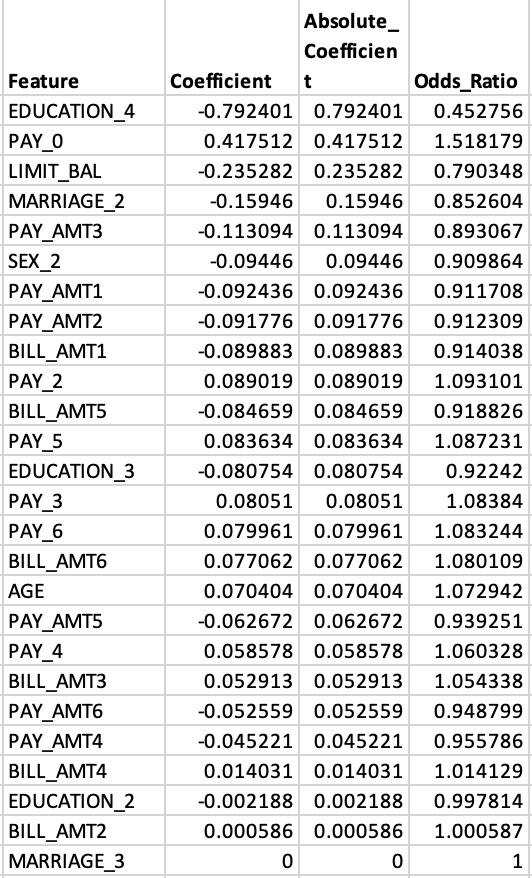 Feature Coefficient Absolute_Coefficient Odds_Ratio
EDUCATION_4 -0.792401 0.792401 0.452756
PAY_0 0.417512 0.417512 1.518179
LIMIT_BAL -0.235282 0.235282 0.790348
MARRIAGE_2 -0.15946 0.15946 0.852604
PAY_AMT3 -0.113094 0.113094 0.893067
SEX_2 -0.09446 0.09446 0.909864
PAY_AMT1 -0.092436 0.092436 0.911708
PAY_AMT2 -0.091776 0.091776 0.912309
BILL_AMT1 -0.089883 0.089883 0.914038
PAY_2 0.089019 0.089019 1.093101
BILL_AMT5 -0.084659 0.084659 0.918826
PAY_5 0.083634 0.083634 1.087231
EDUCATION_3 -0.080754 0.080754 0.92242
PAY_3 0.08051 0.08051 1.08384
PAY_6 0.079961 0.079961 1.083244
BILL_AMT6 0.077062 0.077062 1.080109
AGE 0.070404 0.070404 1.072942
PAY_AMT5 -0.062672 0.062672 0.939251
PAY_4 0.058578 0.058578 1.060328
BILL_AMT3 0.052913 0.052913 1.054338
PAY_AMT6 -0.052559 0.052559 0.948799
PAY_AMT4 -0.045221 0.045221 0.955786
BILL_AMT4 0.014031 0.014031 1.014129
EDUCATION_2 -0.002188 0.002188 0.997814
BILL_AMT2 0.000586 0.000586 1.000587
MARRIAGE_3 0 0 1